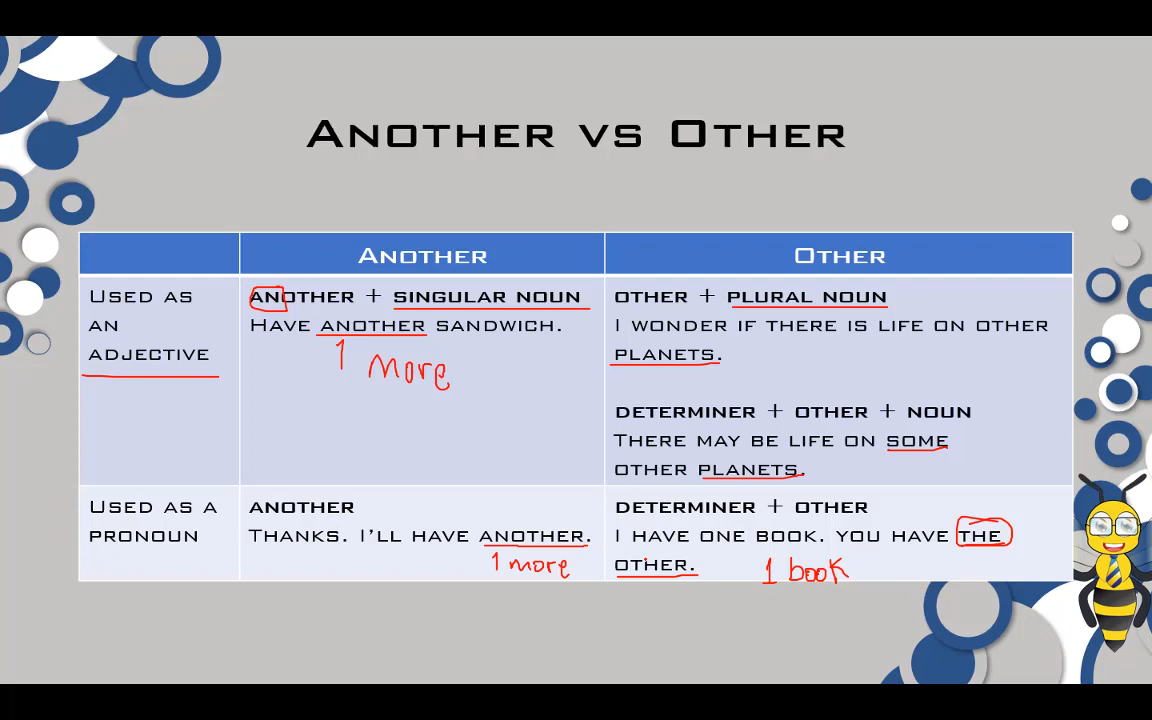 Another vs Other
Another
Other
Used as
an
adjective
another + singular noun
Have another sandwich.
1 more
other + plural noun
I wonder if there is life on other
planets.
determiner + other + noun
There may be life on some
other planets.
Used as a
pronoun
another
Thanks. I'll have another.
1 more
determiner + other
I have one book. You have the
other.
1 book